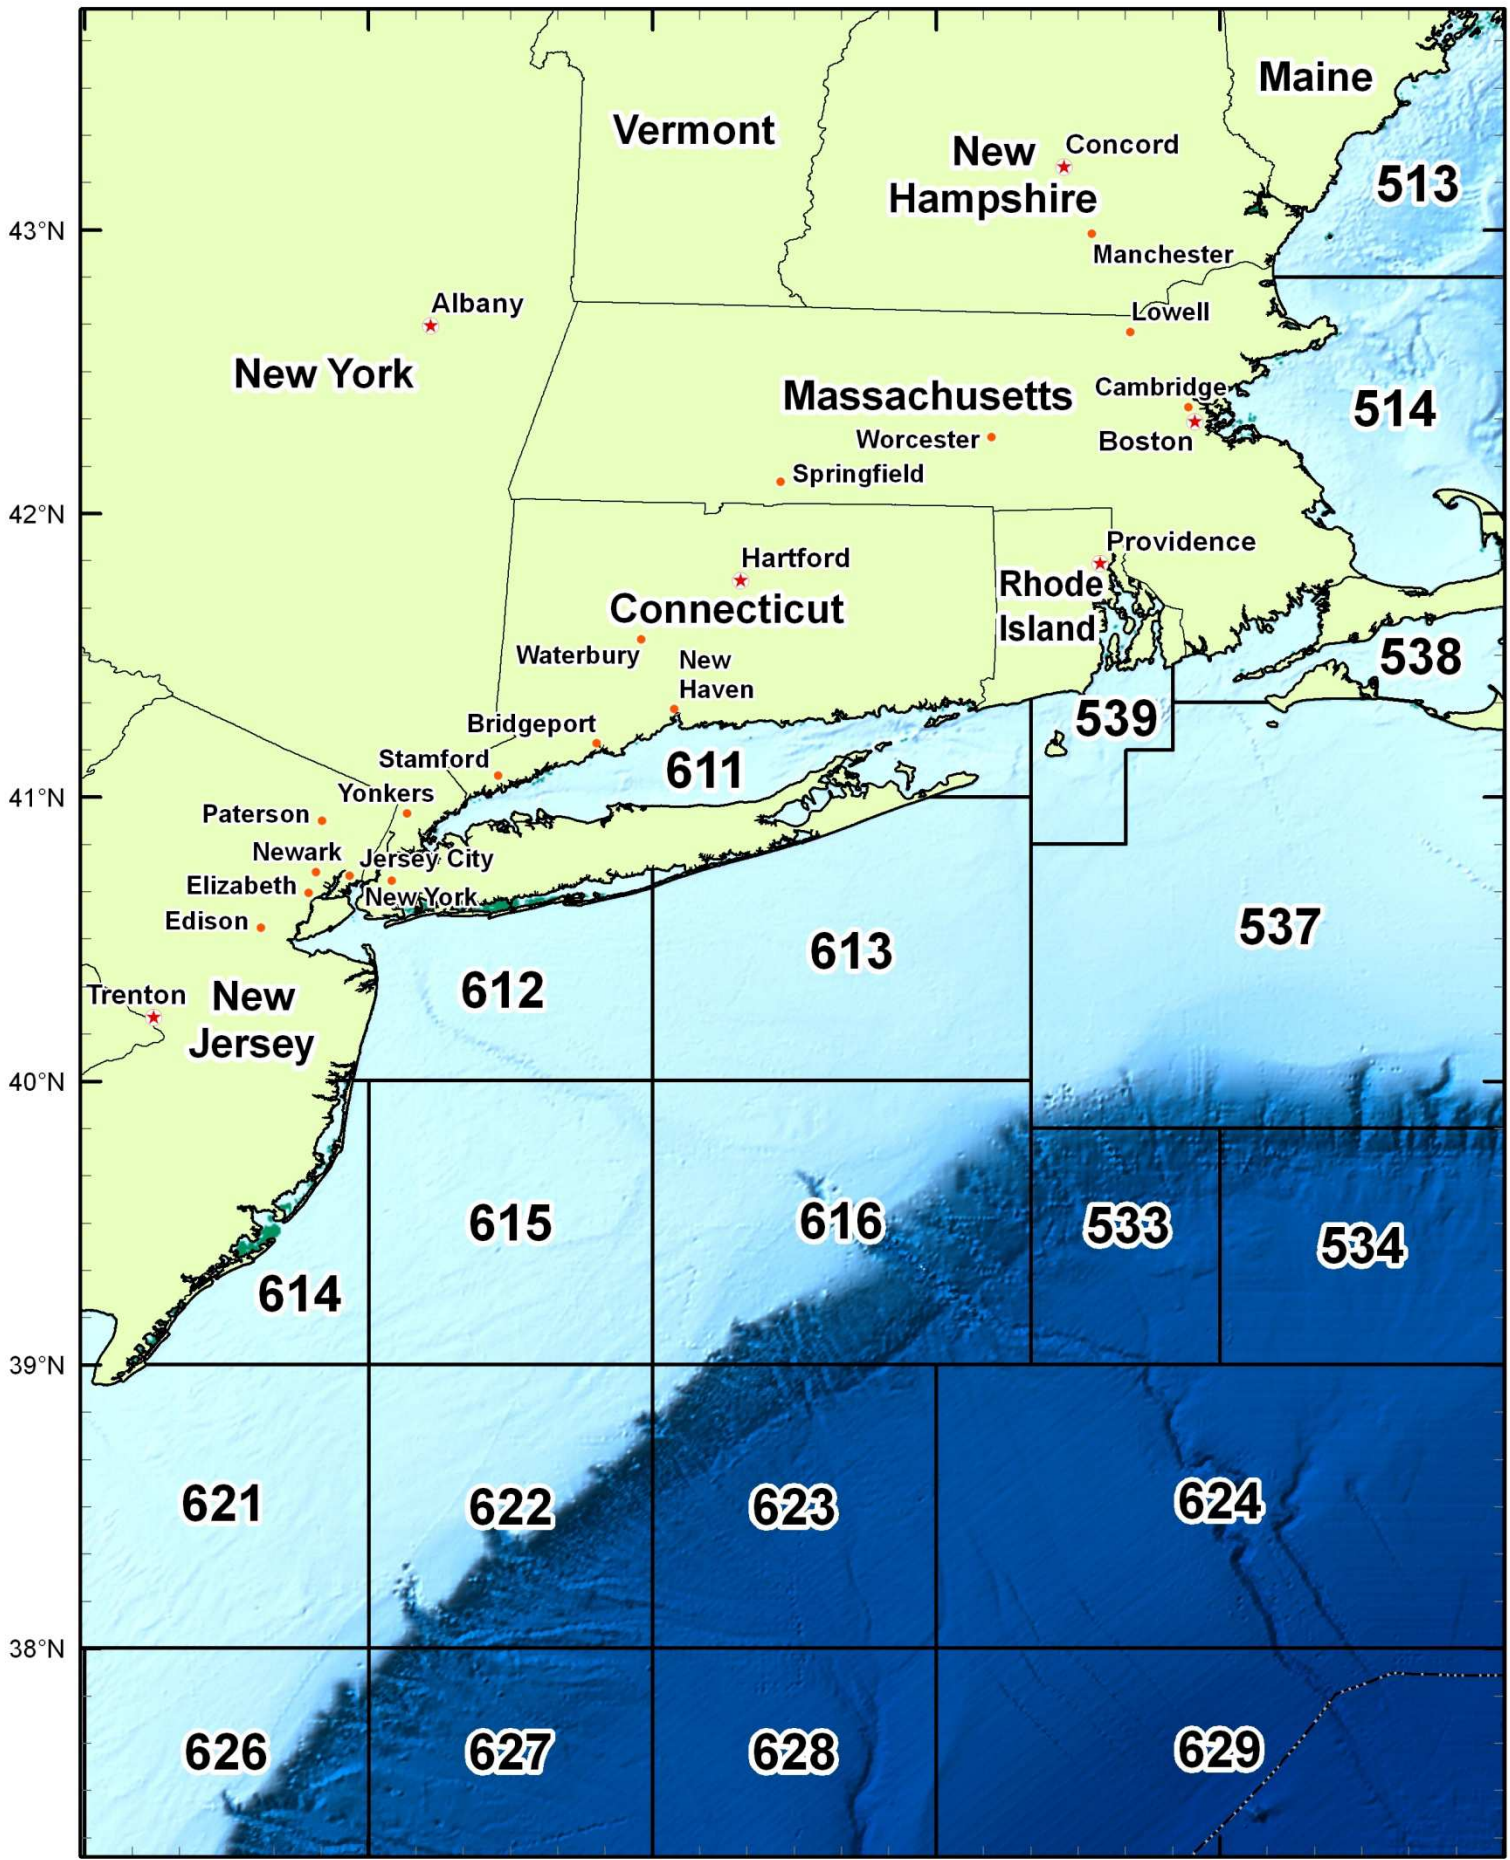 Maine
Vermont
New
Hampshire
Concord
513
43°N
Manchester
Albany
Lowell
New York
Massachusetts
Cambridge
514
Worcester
Boston
Springfield
42°N
Providence
Hartford
Rhode
Island
Connecticut
Waterbury
New
Haven
538
Bridgeport
539
Stamford
611
Yonkers
41°N
Paterson
Newark
Jersey City
Elizabeth
New York
Edison
537
613
612
Trenton
New
Jersey
40°N
615
616
533
534
614
39°N
621
622
623
624
38°N
626
627
628
629